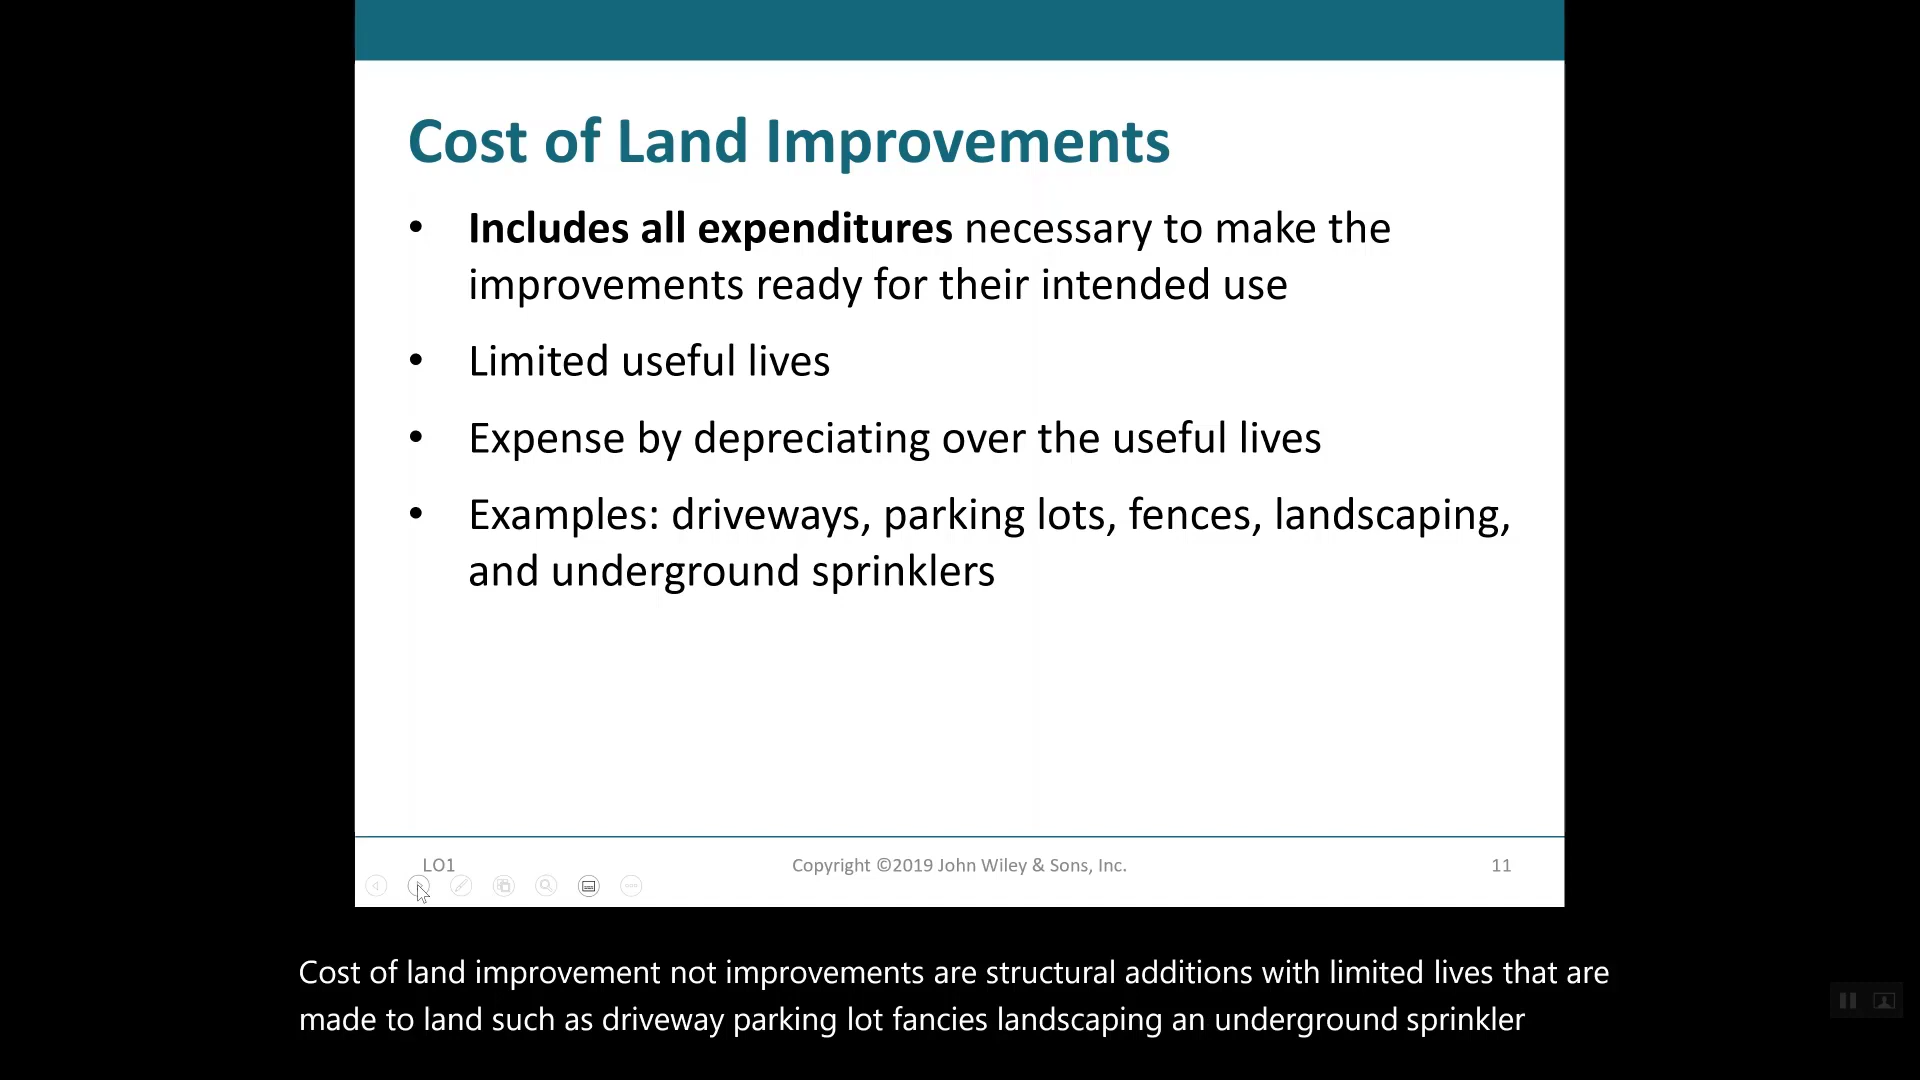 Cost of Land Improvements
• Includes all expenditures necessary to make the
improvements ready for their intended use
• Limited useful lives
• Expense by depreciating over the useful lives
• Examples: driveways, parking lots, fences, landscaping,
and underground sprinklers
LO1 Copyright ©2019 John Wiley & Sons, Inc. 11
Cost of land improvement not improvements are structural additions with limited lives that are
made to land such as driveway parking lot fancies landscaping an underground sprinkler